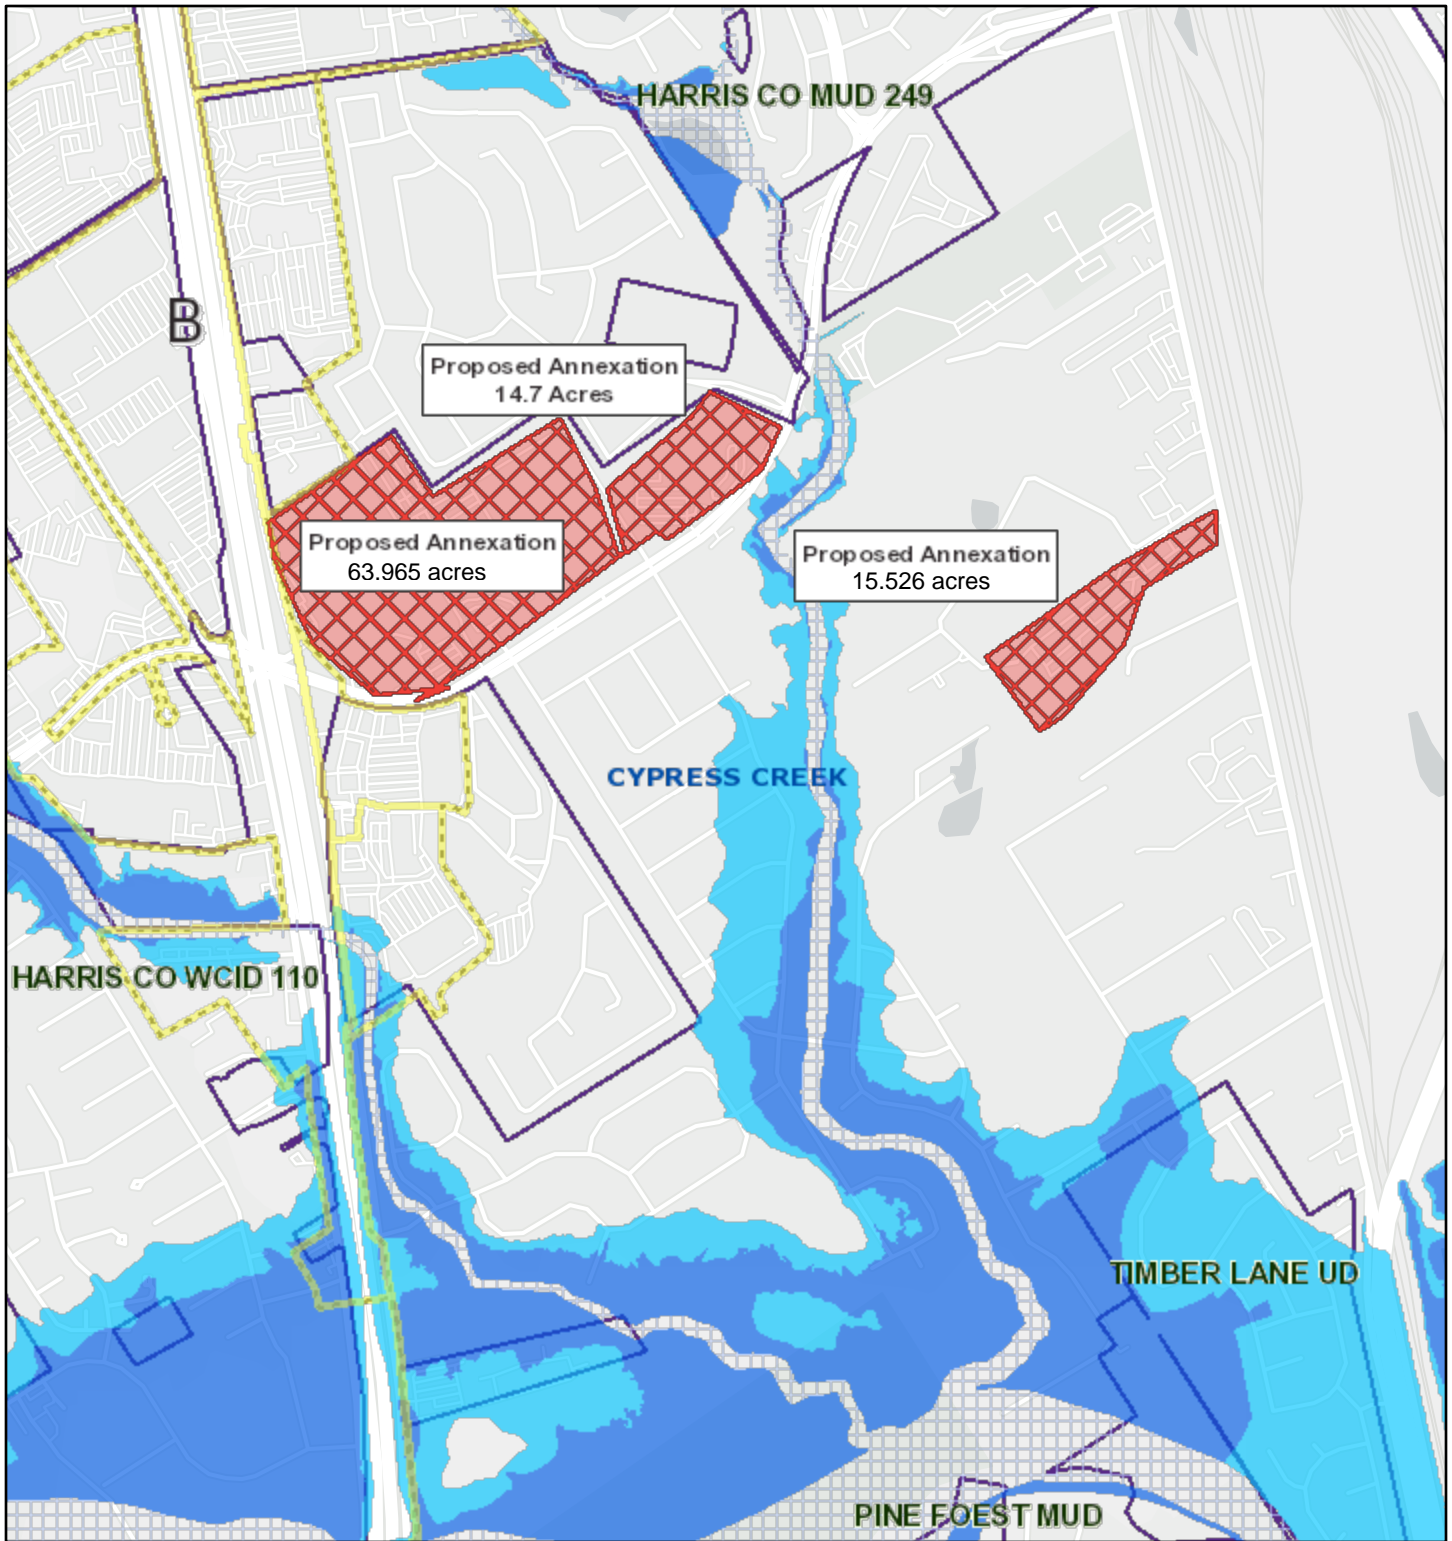 HARRIS CO MUD 249
B
Proposed Annexation
14.7 Acres
Proposed Annexation
63.965 acres
Proposed Annexation
15.526 acres
CYPRESS CREEK
HARRIS CO WCID 110
TIMBER LANE UD
PINE FOEST MUD